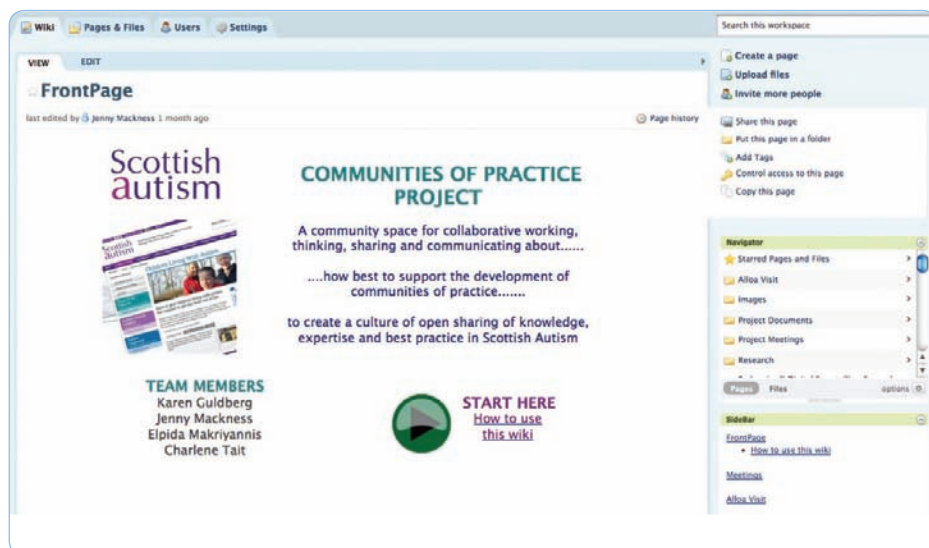 Wiki Pages & Files Users Settings
Search this workspace
VIEW EDIT
FrontPage
last edited by Jenny Mackness 1 month ago
Page history
Create a page
Upload files
Invite more people
Share this page
Put this page in a folder
Add Tags
Control access to this page
Copy this page
Scottish
autism
COMMUNITIES OF PRACTICE
PROJECT
A community space for collaborative working,
thinking, sharing and communicating about......
....how best to support the development of
communities of practice.......
to create a culture of open sharing of knowledge,
expertise and best practice in Scottish Autism
Scottish
autism
Children Living With Autism
TEAM MEMBERS
Karen Guldberg
Jenny Mackness
Elpida Makriyannis
Charlene Tait
START HERE
How to use
this wiki
Navigator
Starred Pages and Files
Alloa Visit
Images
Project Documents
Project Meetings
Research
Pages Files options
SideBar
FrontPage
• How to use this wiki
Meetings
Alloa Visit